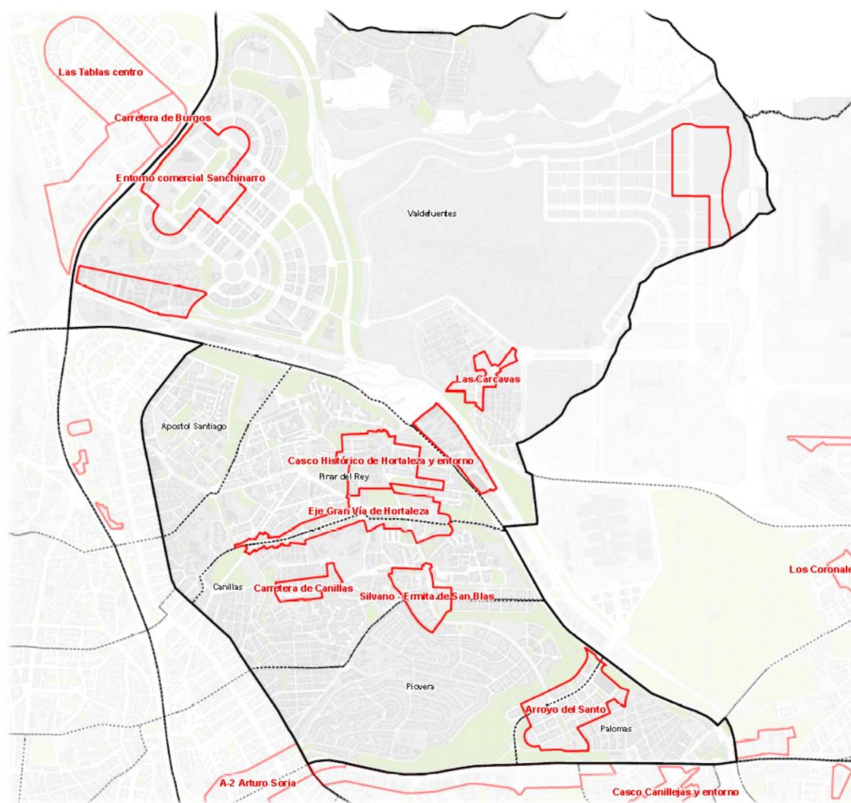 Las Tablas centro
Carretera de Burgos
Entorno comercial Sanchinarro
Valdefuentes
Las Carcavas
Apostol Santiago
Casco Histórico de Hortaleza y entorno
Pinar del Rey
Eje Gran Vía de Hortaleza
Los Coronale
Canillas
Carretera de Canillas
Silvano - Ermita de San Blas
Piovera
Arroyo del Santo
Palomas
A-2 Arturo Soria
Casco Canillejas y entorno